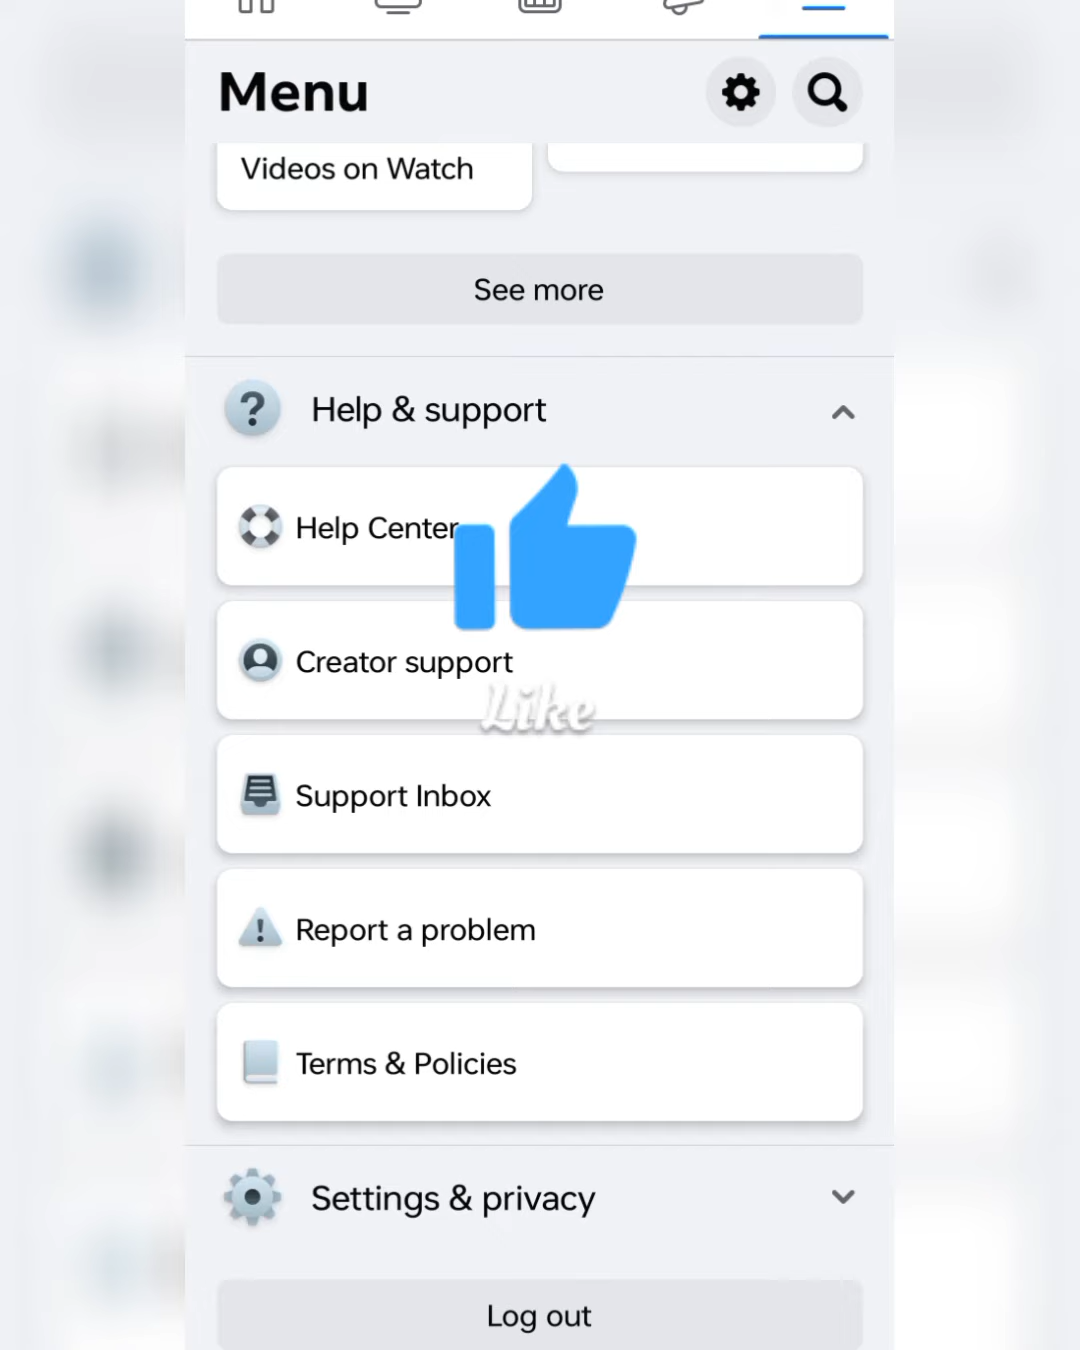 Menu
Videos on Watch
See more
Help & support
Help Center
Creator support
Like
Support Inbox
Report a problem
Terms & Policies
Settings & privacy
Log out